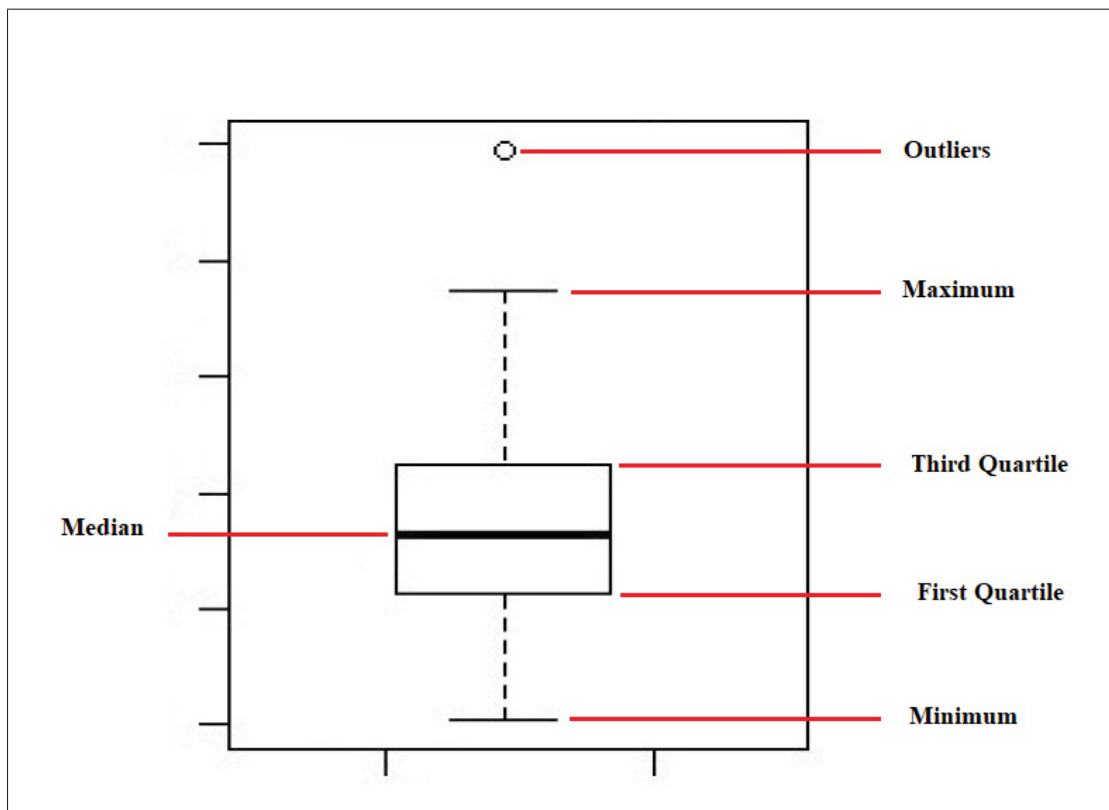 Outliers
Maximum
Third Quartile
Median
First Quartile
Minimum